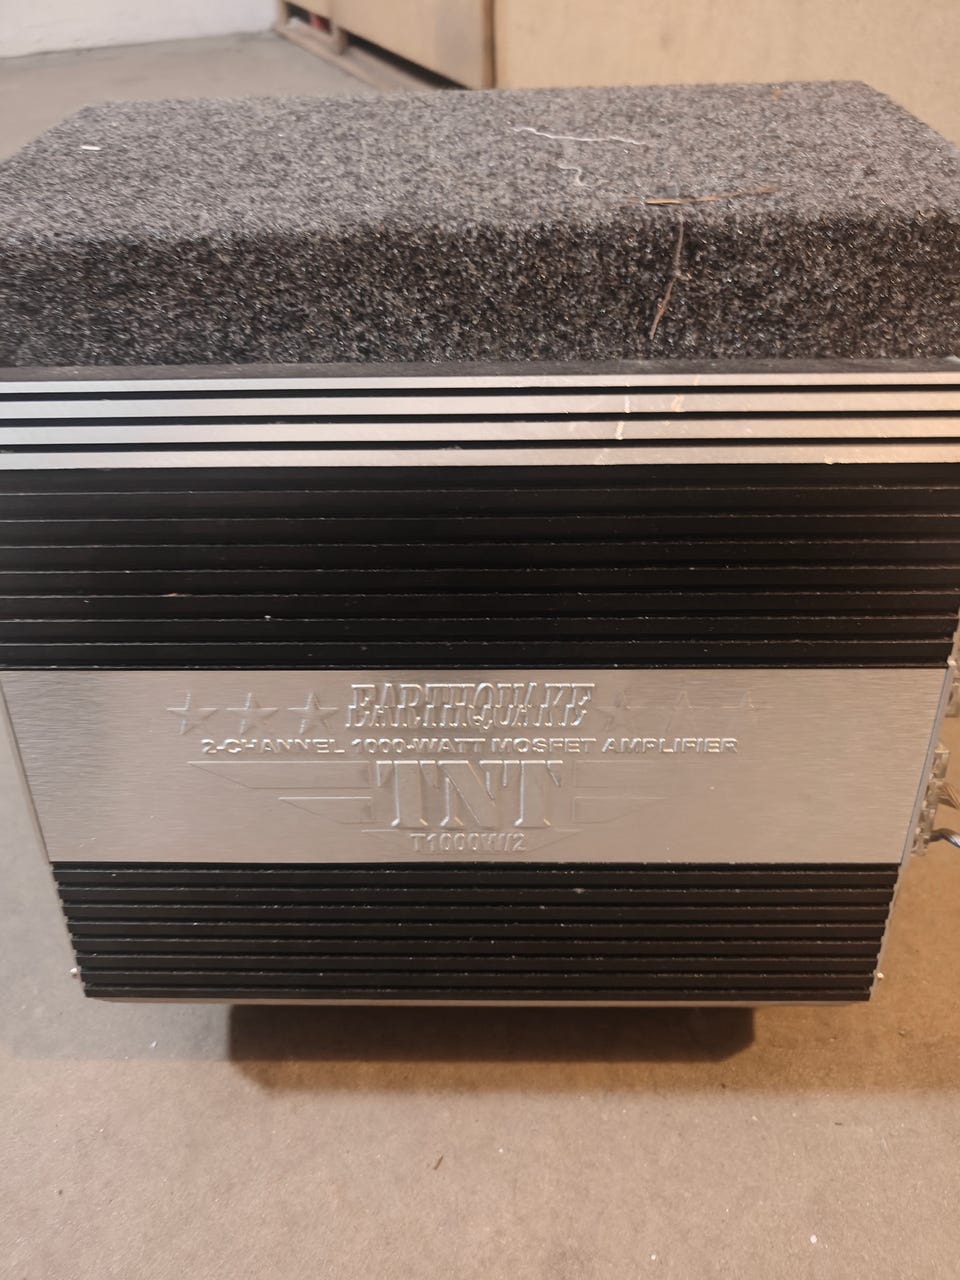 EARTHQUAKE
2-CHANNEL 1000-WATT MOSFET AMPLIFIER
TNT
T1000W/2